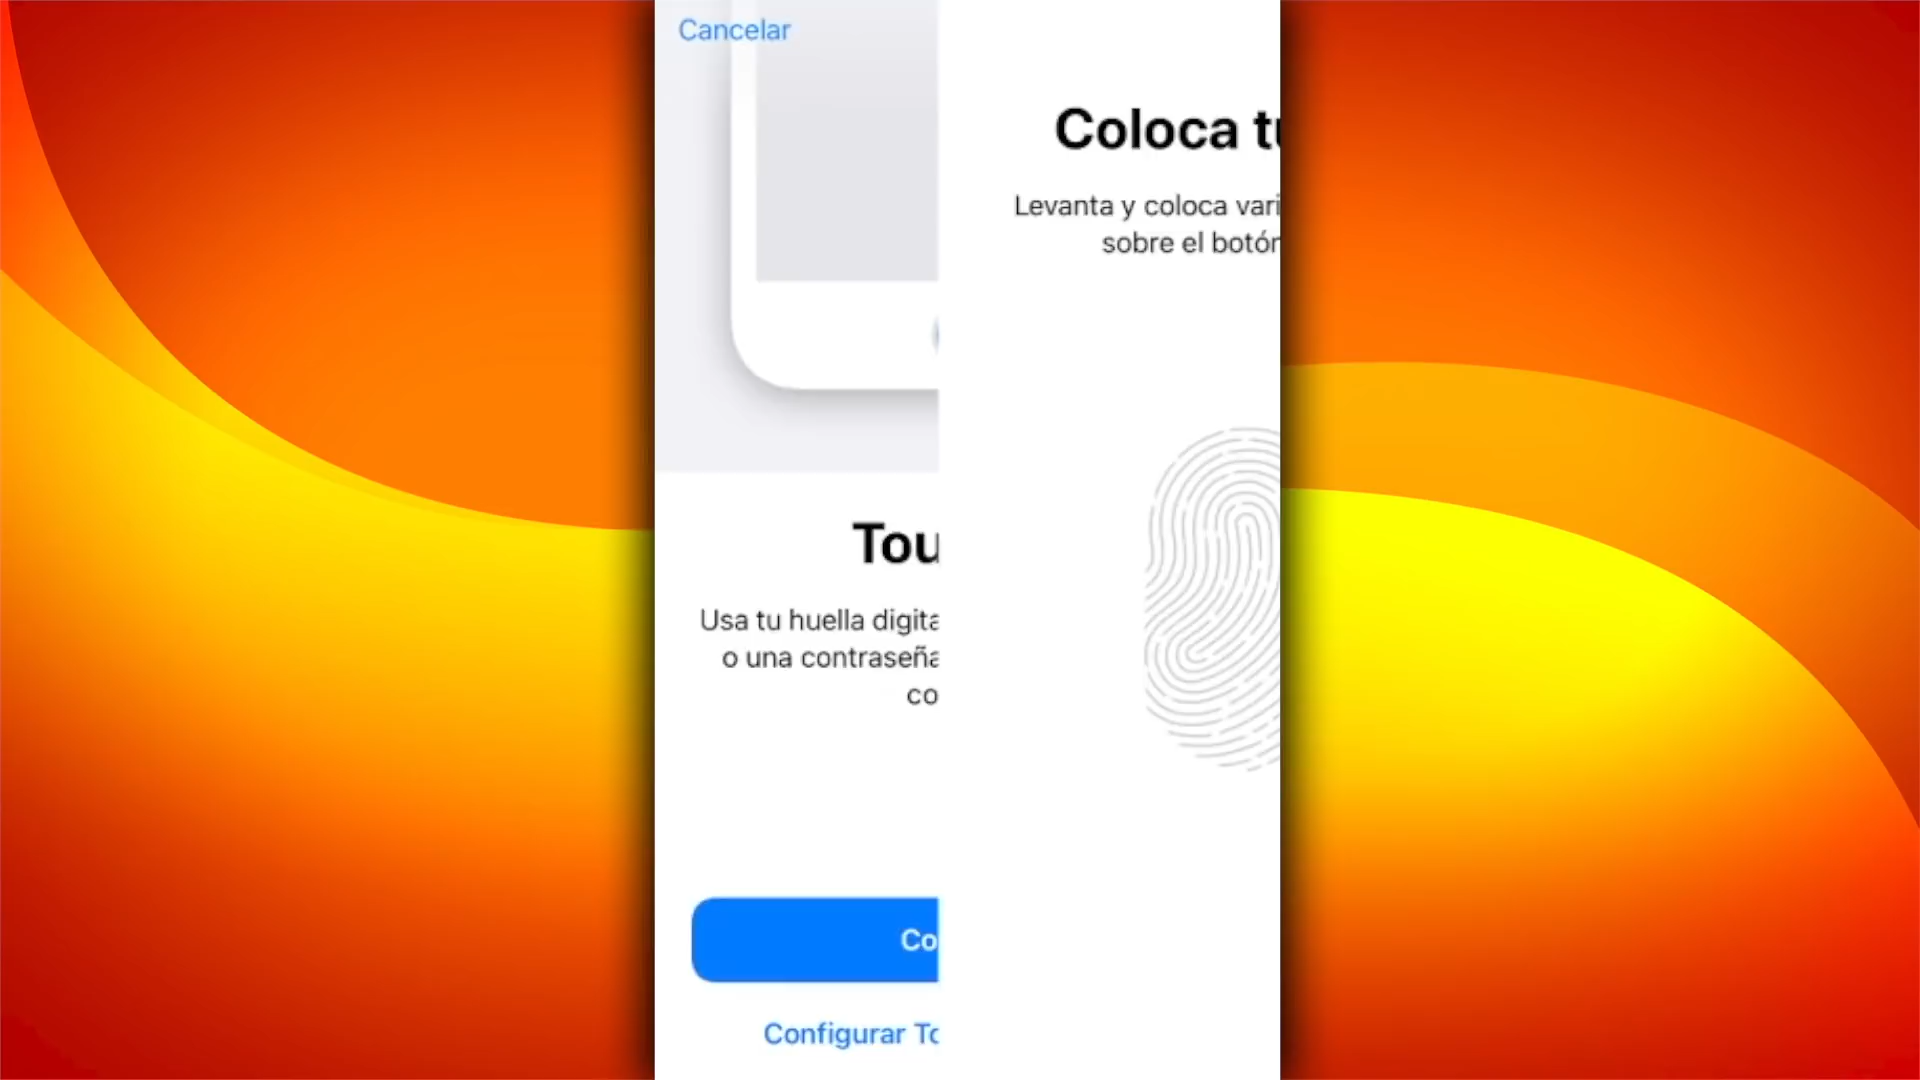 Cancelar
Tou
Usa tu huella digita
o una contraseña
co
Co
Configurar To
Coloca tu
Levanta y coloca vari
sobre el botón